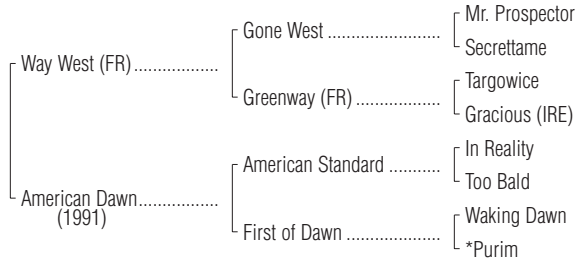 Mr. Prospector
Gone West .....................
Secrettame
Way West (FR) .................
Targowice
Greenway (FR) ................
Gracious (IRE)
In Reality
American Standard ...........
Too Bald
American Dawn ................
(1991)
Waking Dawn
First of Dawn ..................
*Purim